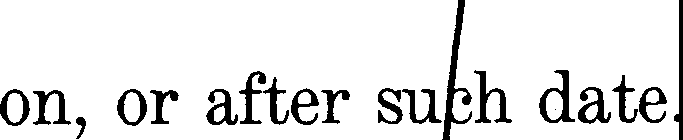 on, or after such date.